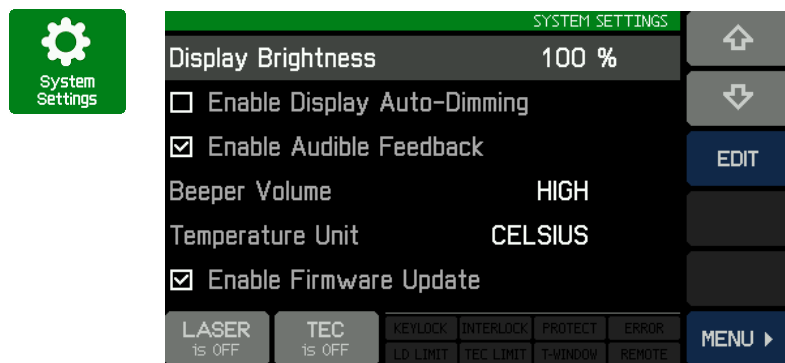 System
Settings
SYSTEM SETTINGS
Display Brightness 100 %
Enable Display Auto-Dimming
Enable Audible Feedback
EDIT
Beeper Volume HIGH
Temperature Unit CELSIUS
Enable Firmware Update
LASER
is OFF
TEC
is OFF
KEYLOCK INTERLOCK PROTECT ERROR
LD LIMIT TEC LIMIT T-WINDOW REMOTE
MENU